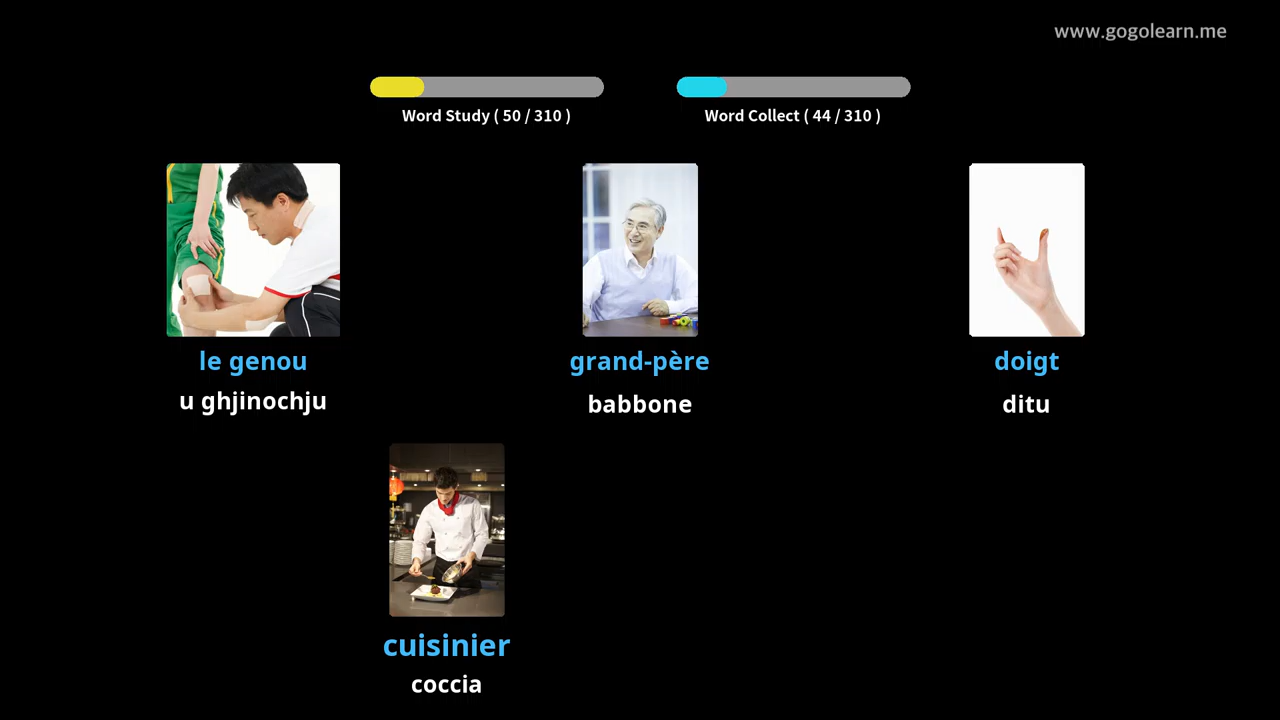 www.gogolearn.me
Word Study ( 50 / 310 )
Word Collect ( 44 / 310 )
le genou
u ghjinochju
grand-père
babbone
doigt
ditu
cuisinier
coccia